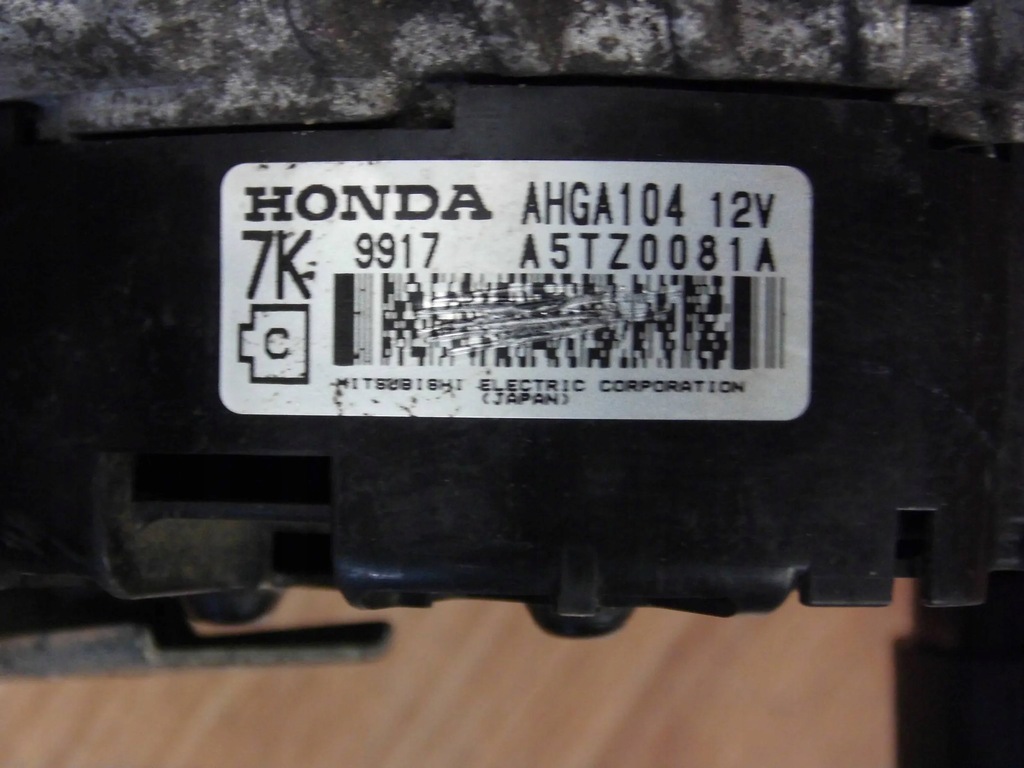 HONDA AHGA104 12V
7K 9917 A5TZ0081A
C
MITSUBISHI ELECTRIC CORPORATION
(JAPAN)